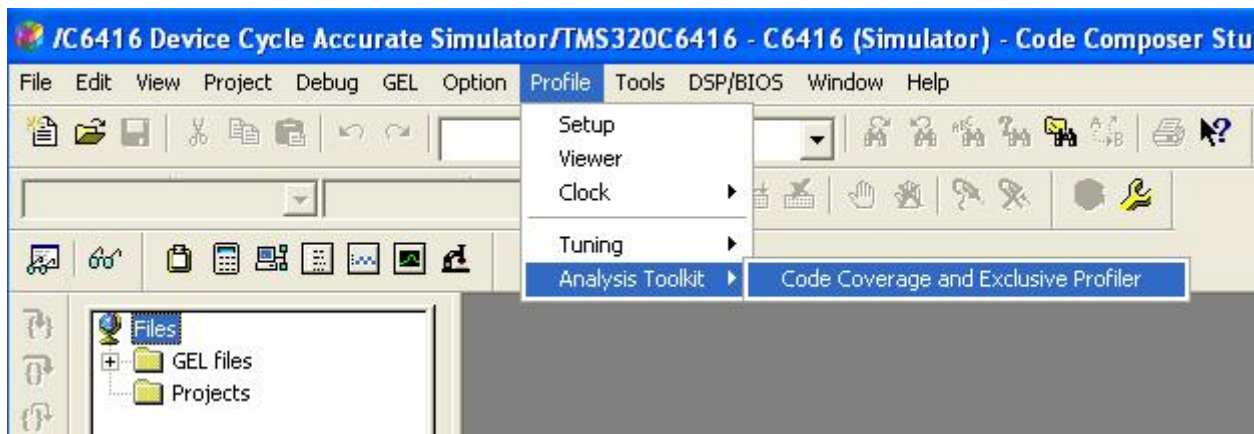 /C6416 Device Cycle Accurate Simulator/TMS320C6416 - C6416 (Simulator) - Code Composer Stu
File Edit View Project Debug GEL Option Profile Tools DSP/BIOS Window Help
Setup
Viewer
Clock
Tuning
Analysis Toolkit Code Coverage and Exclusive Profiler
Files
GEL files
Projects